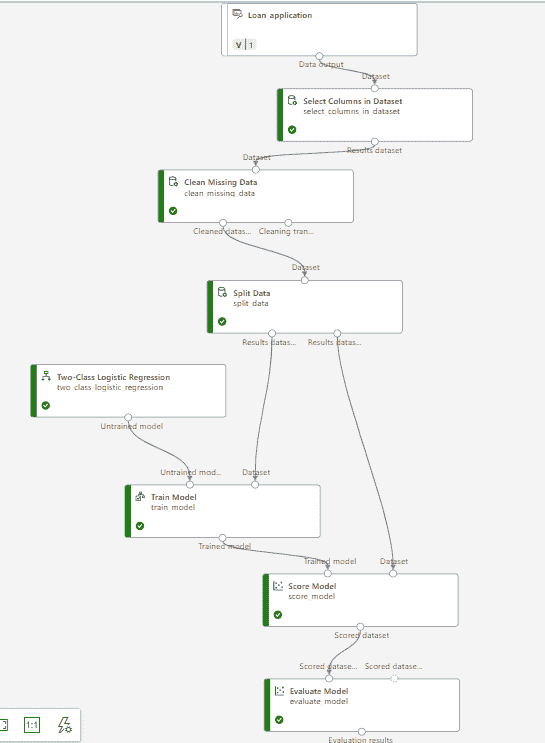 Loan application
V 1
Data output
Dataset
Select Columns in Dataset
select_columns_in_dataset
Results dataset
Dataset
Clean Missing Data
clean_missing_data
Cleaned datas... Cleaning tran...
Dataset
Split Data
split_data
Results datas... Results datas...
Two-Class Logistic Regression
two_class_logistic_regression
Untrained model
Untrained mod... Dataset
Train Model
train_model
Trained model
Trained model Dataset
Score Model
score_model
Scored dataset
Scored datase... Scored datase...
Evaluate Model
evaluate_model
Evaluation results
1:1